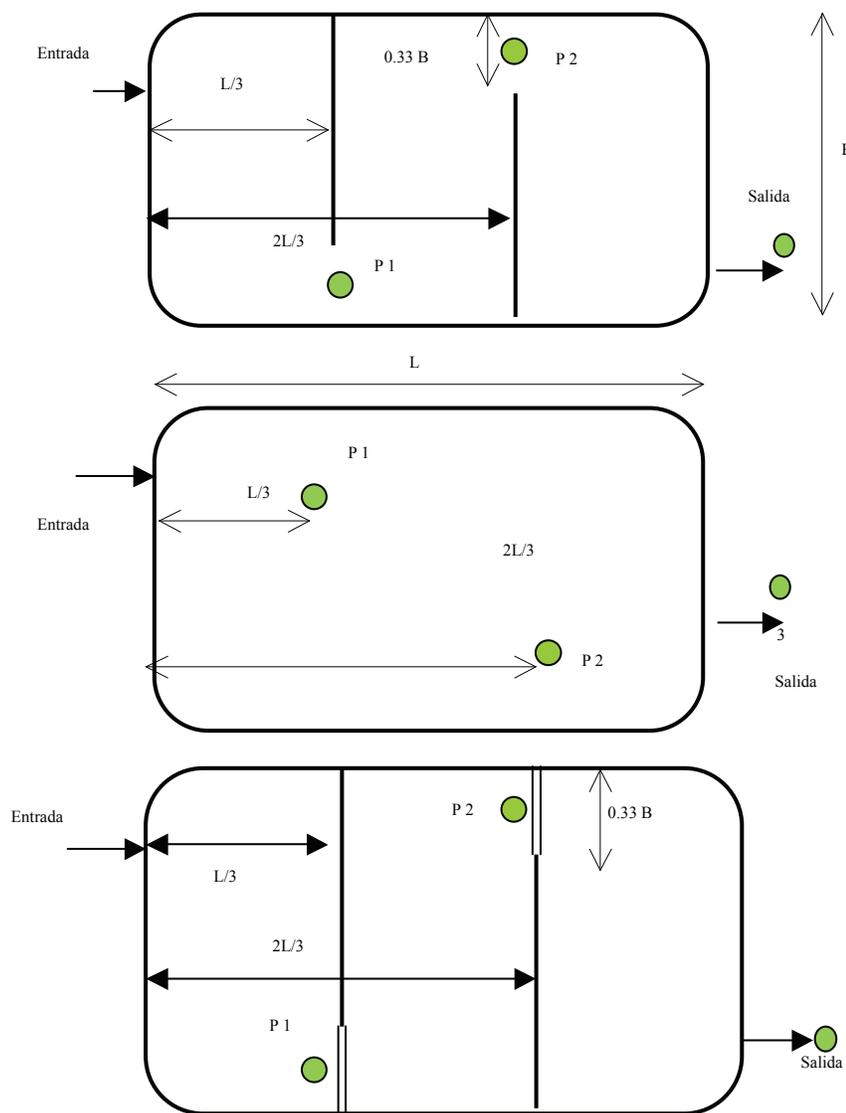 Entrada
0.33 B
P 2
L/3
Salida
2L/3
P 1
L
P 1
L/3
Entrada
2L/3
3
P 2
Salida
Entrada
P 2
0.33 B
L/3
2L/3
P 1
Salida